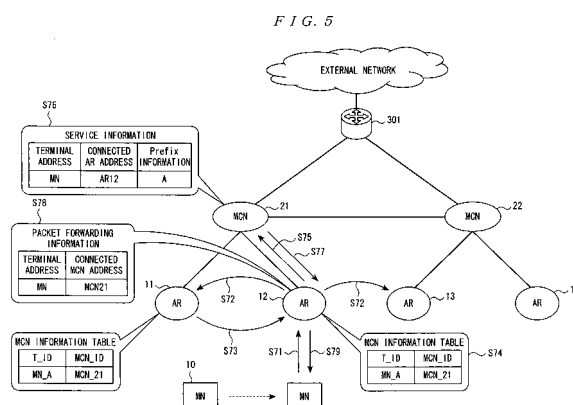 FIG. 5
EXTERNAL NETWORK
301
S76
SERVICE INFORMATION
TERMINAL ADDRESS CONNECTED AR ADDRESS Prefix INFORMATION
MN AR12 A
21
MCN
22
MCN
S78
PACKET FORWARDING INFORMATION
TERMINAL ADDRESS CONNECTED MCN ADDRESS
MN MCN21
S75
S77
11
AR
S72
12
AR
S72
AR
13
AR
1
S73
MCN INFORMATION TABLE
T_ID MCN_ID
MN_A MCN_21
S71
S79
MCN INFORMATION TABLE
T_ID MCN_ID
MN_A MCN_21
S74
10
MN
MN